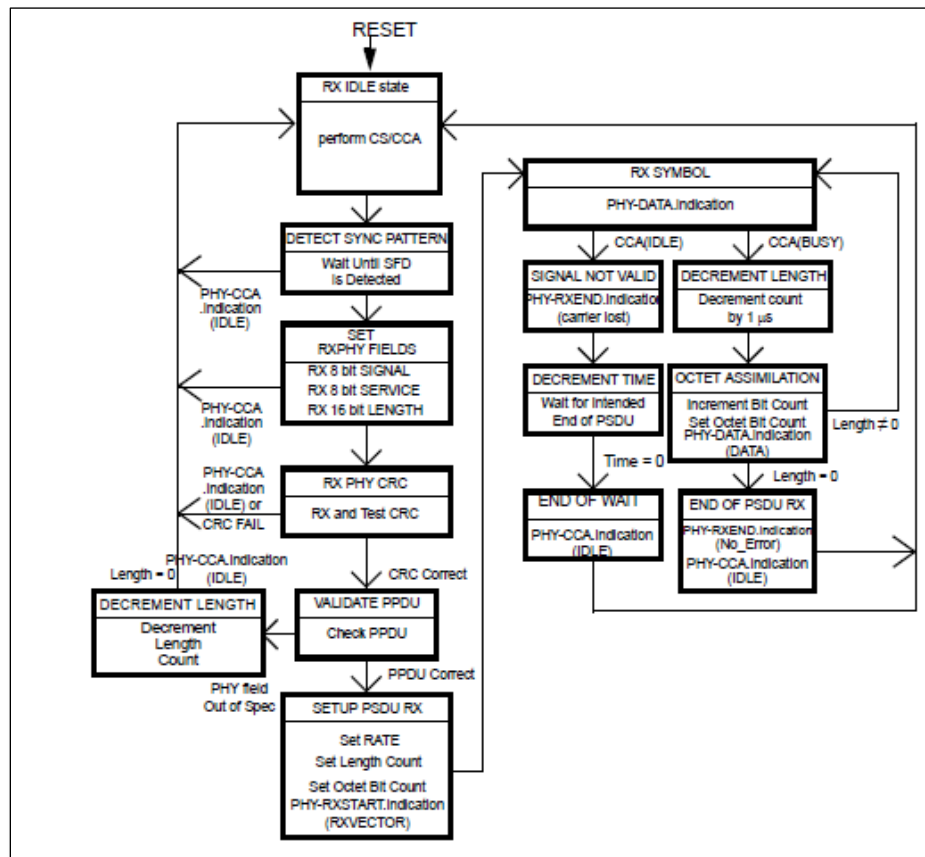 RESET
RX IDLE state
perform CS/CCA
DETECT SYNC PATTERN
Wait Until SFD
Is Detected
PHY-CCA
.Indication
(IDLE)
SET
RXPHY FIELDS
RX 8 bit SIGNAL
RX 8 bit SERVICE
RX 16 bit LENGTH
PHY-CCA
.Indication
(IDLE)
RX PHY CRC
RX and Test CRC
PHY-CCA
.Indication
(IDLE) or
CRC FAIL
CRC Correct
VALIDATE PPDU
Check PPDU
PHY-CCA.Indication
(IDLE)
Length = 0
DECREMENT LENGTH
Decrement
Length
Count
PHY field
Out of Spec
PPDU Correct
SETUP PSDU RX
Set RATE
Set Length Count
Set Octet Bit Count
PHY-RXSTART.Indication
(RXVECTOR)
RX SYMBOL
PHY-DATA.Indication
CCA(IDLE)
SIGNAL NOT VALID
PHY-RXEND.Indication
(carrier lost)
DECREMENT TIME
Wait for Intended
End of PSDU
Time = 0
END OF WAIT
PHY-CCA.Indication
(IDLE)
CCA(BUSY)
DECREMENT LENGTH
Decrement count
by 1 μs
OCTET ASSIMILATION
Increment Bit Count
Set Octet Bit Count
PHY-DATA.Indication
(DATA)
Length ≠ 0
Length = 0
END OF PSDU RX
PHY-RXEND.Indication
(No_Error)
PHY-CCA.Indication
(IDLE)